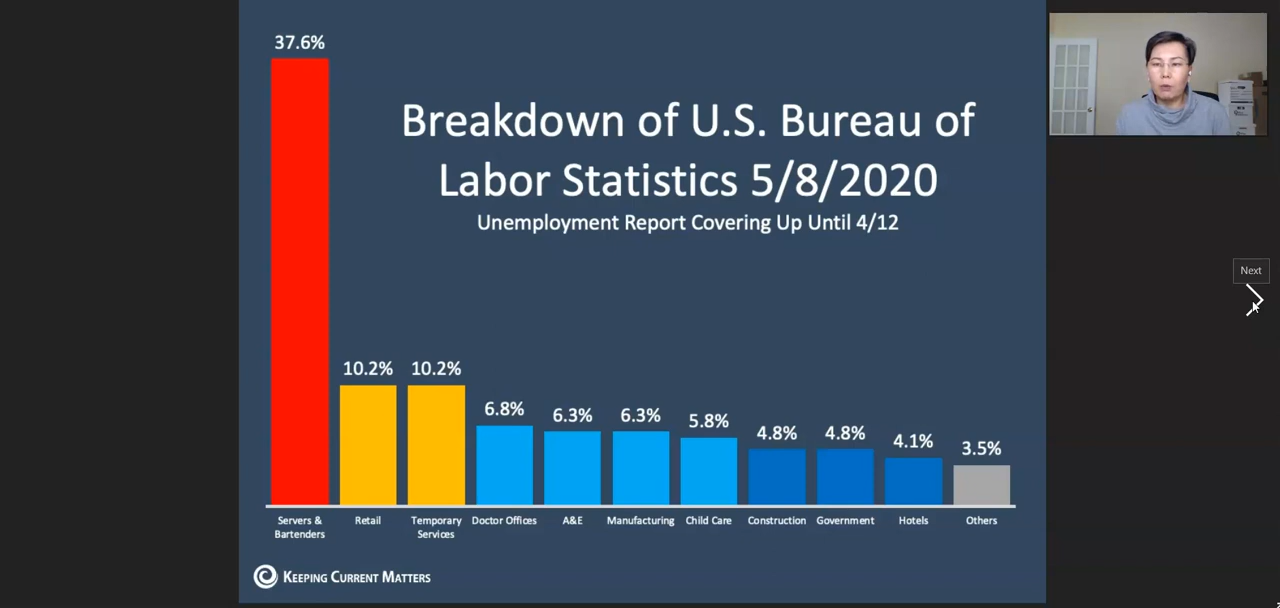 37.6%
Breakdown of U.S. Bureau of
Labor Statistics 5/8/2020
Unemployment Report Covering Up Until 4/12
Next
10.2%
10.2%
6.8%
6.3%
6.3%
5.8%
4.8%
4.8%
4.1%
3.5%
Servers &
Bartenders
Retail
Temporary
Services
Doctor Offices
A&E
Manufacturing
Child Care
Construction
Government
Hotels
Others
KEEPING CURRENT MATTERS